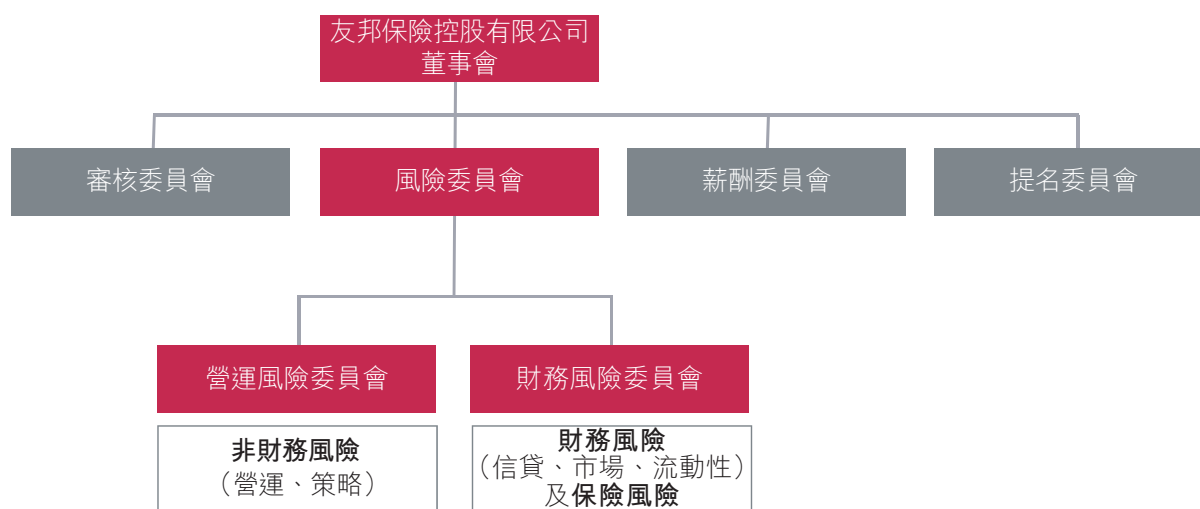 友邦保險控股有限公司
董事會
審核委員會
風險委員會
薪酬委員會
提名委員會
營運風險委員會
財務風險委員會
非財務風險
（營運、策略）
財務風險
（信貸、市場、流動性）
及保險風險